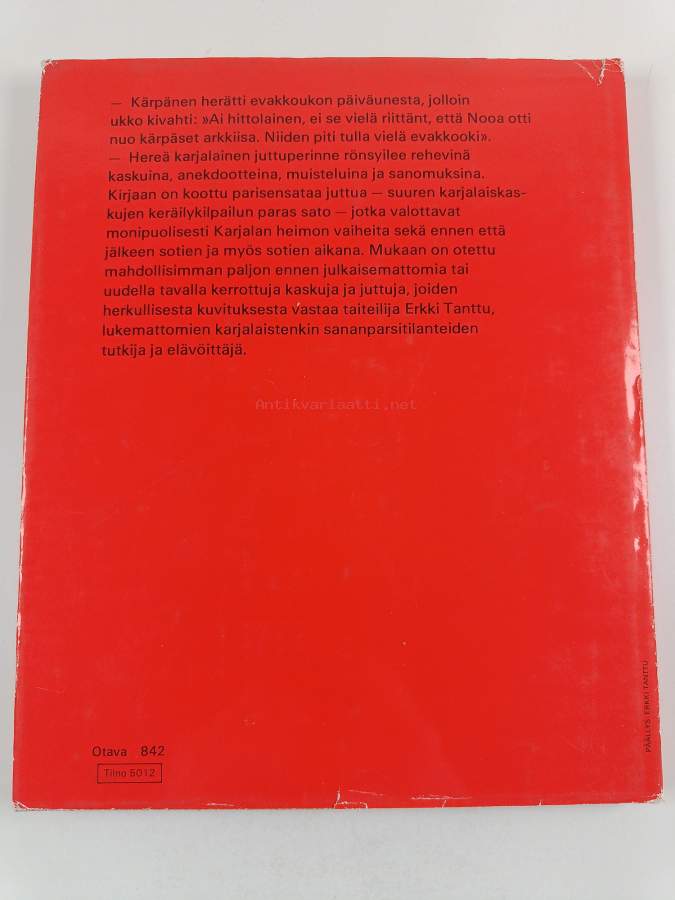 — Kärpänen herätti evakkoukon päiväunesta, jolloin
ukko kivahti: »Ai hittolainen, ei se vielä riittänt, että Nooa otti
nuo kärpäset arkkiisa. Niiden piti tulla vielä evakkooki».
— Hereä karjalainen juttuperinne rönsyilee rehevinä
kaskuina, anekdootteina, muisteluina ja sanomuksina.
Kirjaan on koottu parisensataa juttua — suuren karjalaiskas-
kujen keräilykilpailun paras sato — jotka valottavat
monipuolisesti Karjalan heimon vaiheita sekä ennen että
jälkeen sotien ja myös sotien aikana. Mukaan on otettu
mahdollisimman paljon ennen julkaisemattomia tai
uudella tavalla kerrottuja kaskuja ja juttuja, joiden
herkullisesta kuvituksesta vastaa taiteilija Erkki Tanttu,
lukemattomien karjalaistenkin sananparsitilanteiden
tutkija ja elävöittäjä.
Antikvariaatti.net
PÄÄLLYS: ERKKI TANTTU
Otava 842
Tilno 5012